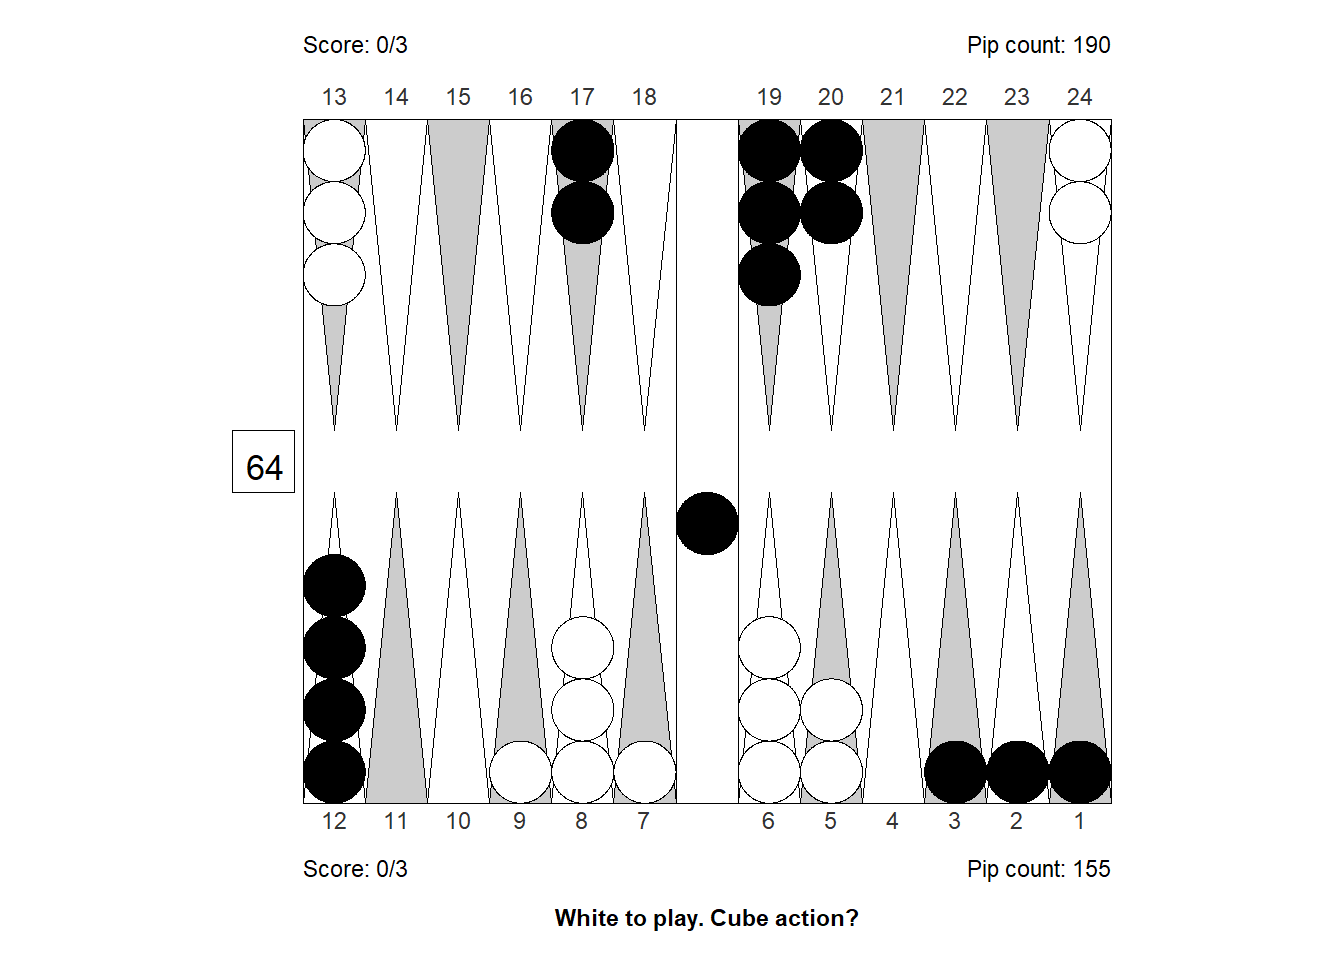 Score: 0/3 Pip count: 190
13 14 15 16 17 18 19 20 21 22 23 24
64
12 11 10 9 8 7 6 5 4 3 2 1
Score: 0/3 Pip count: 155
White to play. Cube action?